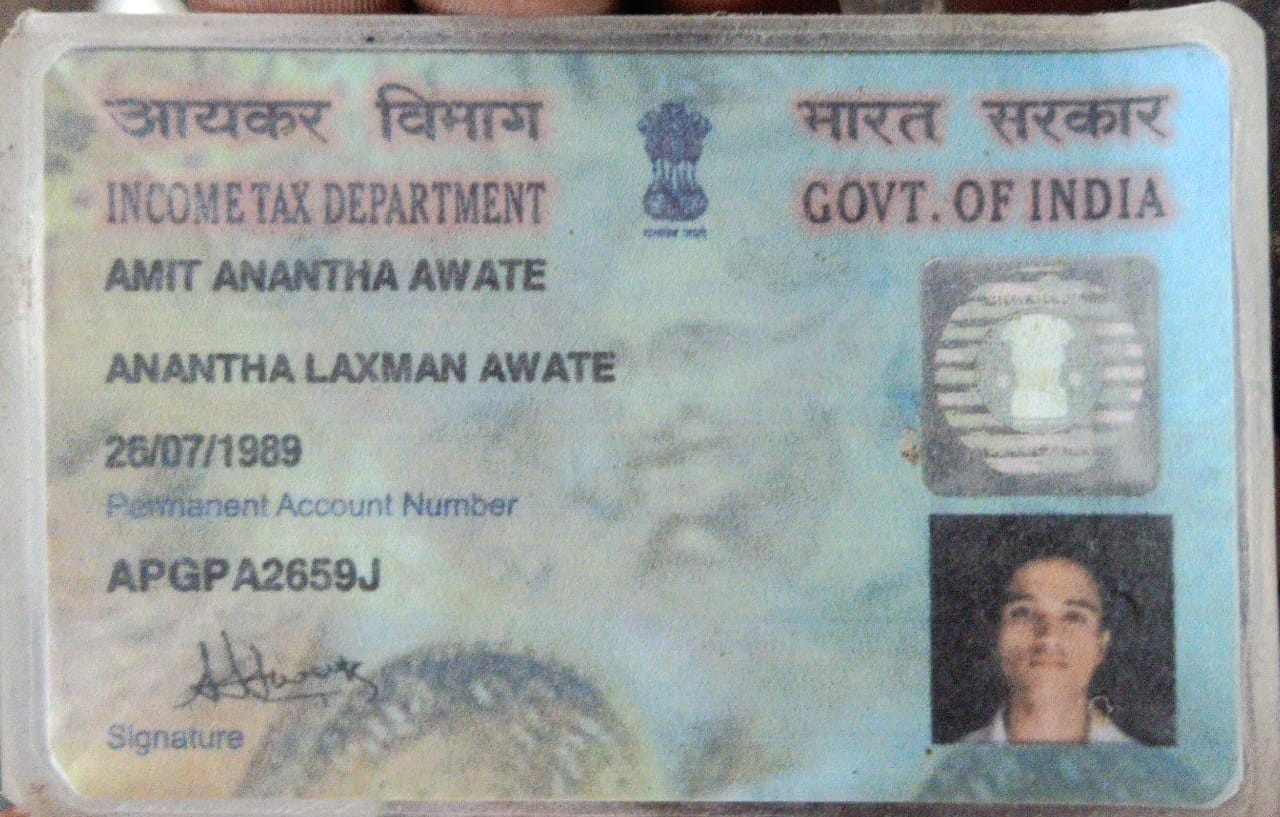 आयकर विभाग
भारत सरकार
INCOME TAX DEPARTMENT
GOVT. OF INDIA
सत्यमेव जयते
AMIT ANANTHA AWATE
ANANTHA LAXMAN AWATE
26/07/1989
Permanent Account Number
APGPA2659J
Signature